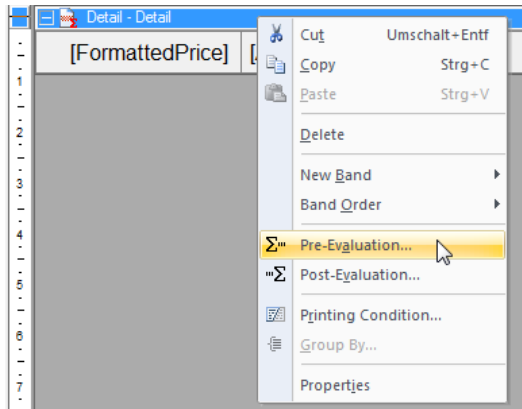 Detail - Detail
[FormattedPrice] [
Cut Umschalt+Entf
Copy Strg+C
Paste Strg+V
Delete
New Band
Band Order
Pre-Evaluation...
Post-Evaluation...
Printing Condition...
Group By...
Properties
1
2
3
4
5
6
7